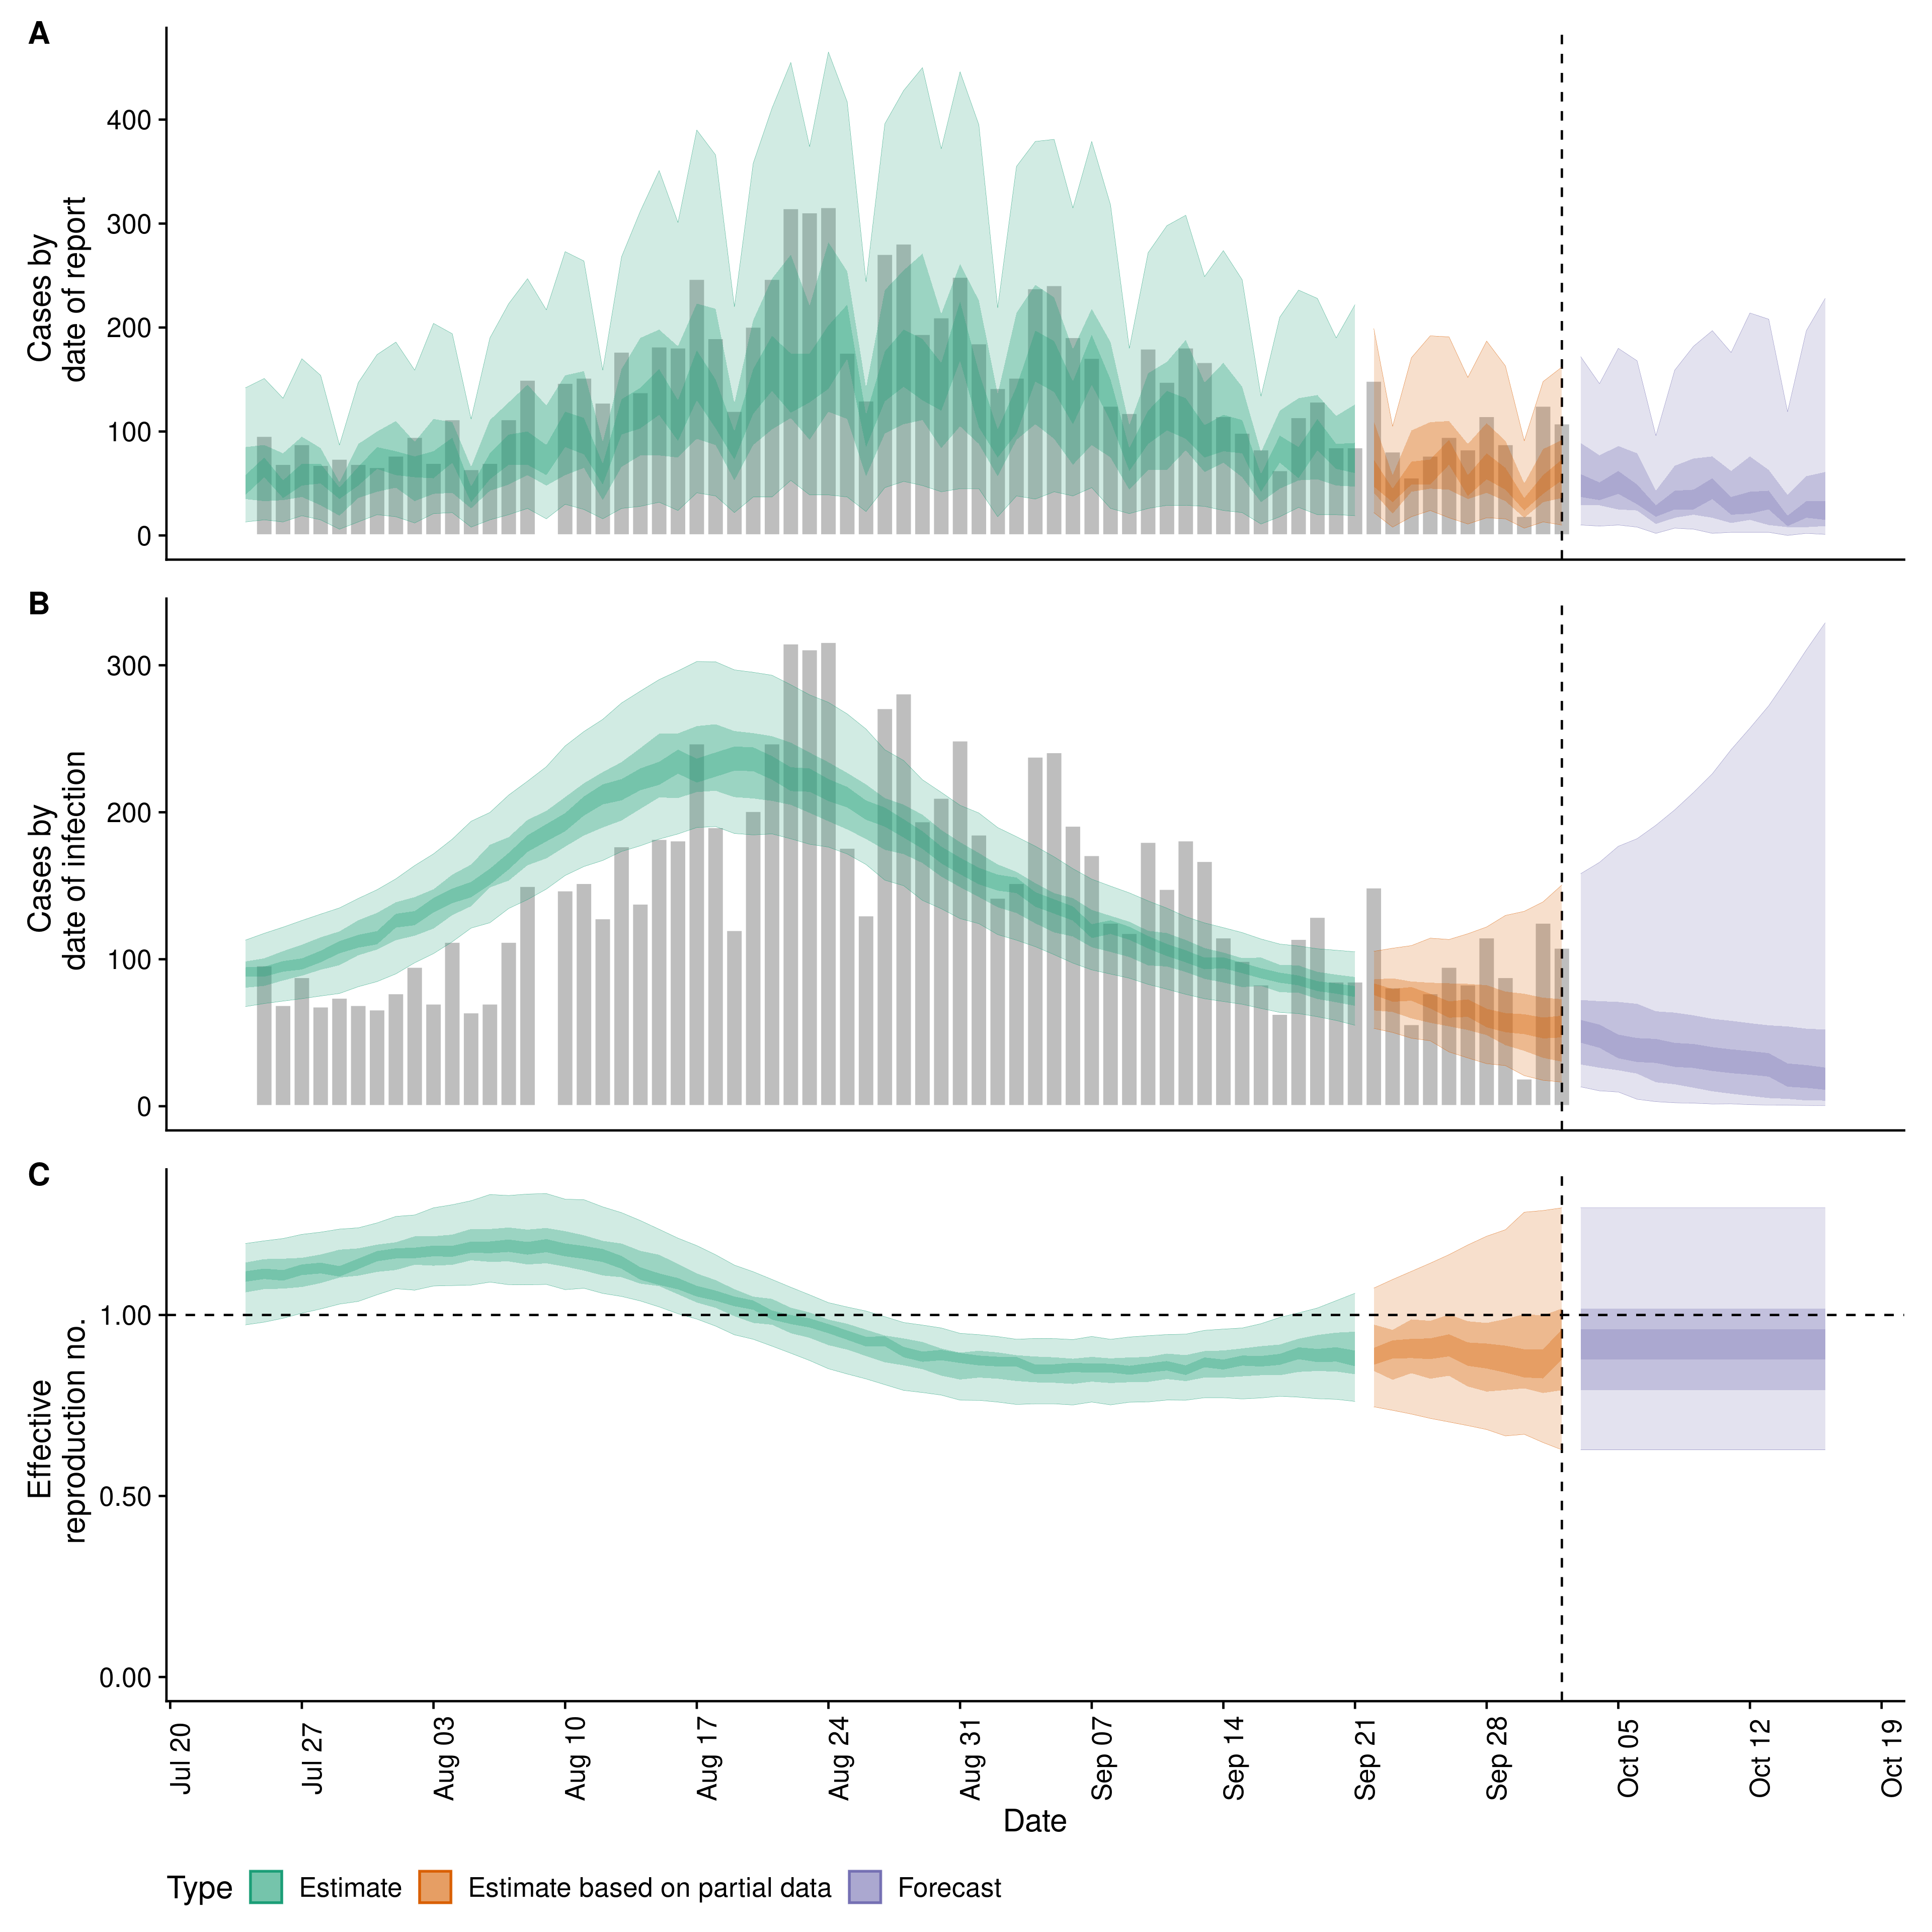 A
Cases by
date of report
400
300
200
100
0
B
Cases by
date of infection
300
200
100
0
C
Effective
reproduction no.
1.00
0.50
0.00
Jul 20
Jul 27
Aug 03
Aug 10
Aug 17
Aug 24
Aug 31
Sep 07
Sep 14
Sep 21
Sep 28
Oct 05
Oct 12
Oct 19
Date
Type Estimate Estimate based on partial data Forecast